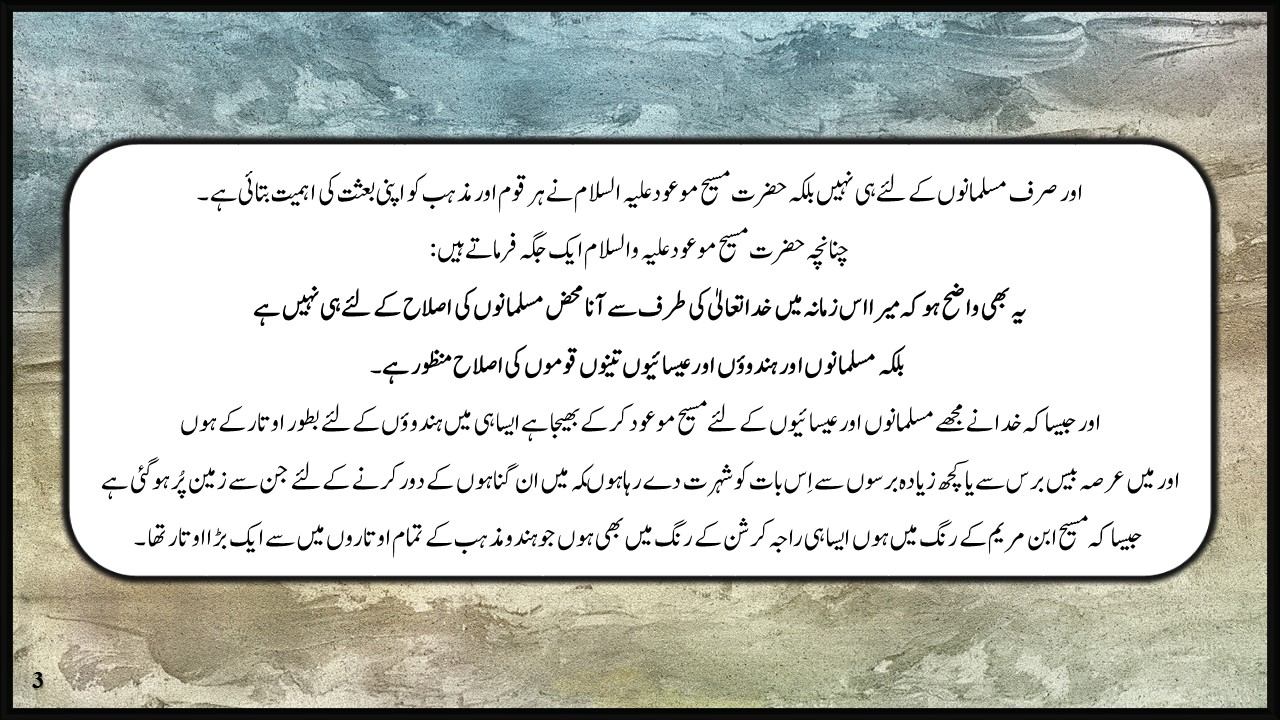 اور صرف مسلمانوں کے لئے ہی نہیں بلکہ حضرت مسیح موعود علیہ السلام نے ہر قوم اور مذہب کو اپنی بعثت کی اہمیت بتائی ہے۔
چنانچہ حضرت مسیح موعود علیہ والسلام ایک جگہ فرماتے ہیں:
یہ بھی واضح ہو کہ میرا اس زمانہ میں خدا تعالیٰ کی طرف سے آنا محض مسلمانوں کی اصلاح کے لئے ہی نہیں ہے
بلکہ مسلمانوں اور ہندوؤں اور عیسائیوں تینوں قوموں کی اصلاح منظور ہے۔
اور جیسا کہ خدا نے مجھے مسلمانوں اور عیسائیوں کے لئے مسیح موعود کر کے بھیجا ہے ایسا ہی میں ہندوؤں کے لئے بطور اوتار کے ہوں
اور میں عرصہ بیس برس سے یا کچھ زیادہ برسوں سے اِس بات کو شہرت دے رہا ہوں کہ میں ان گناہوں کے دور کرنے کے لئے جن سے زمین پُر ہو گئی ہے
جیسا کہ مسیح ابن مریم کے رنگ میں ہوں ایسا ہی راجہ کرشن کے رنگ میں بھی ہوں جو ہندو مذہب کے تمام اوتاروں میں سے ایک بڑا اوتار تھا۔
3